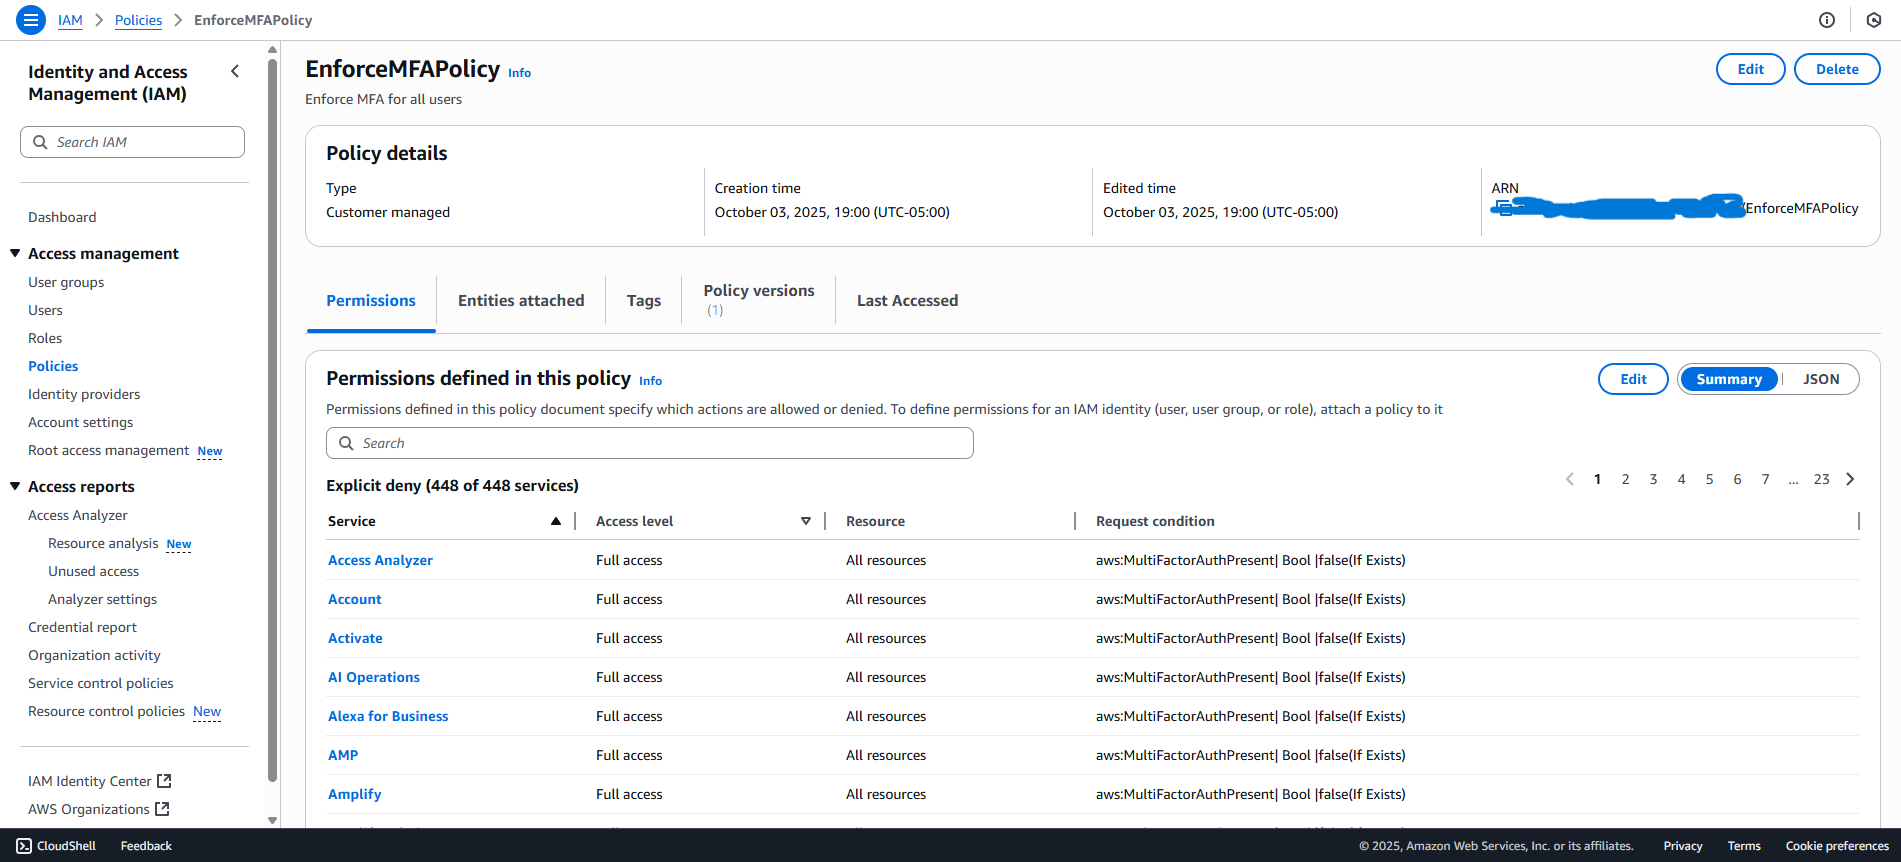 IAM > Policies > EnforceMFAPolicy
Identity and Access
Management (IAM)
Search IAM
Dashboard
Access management
User groups
Users
Roles
Policies
Identity providers
Account settings
Root access management New
Access reports
Access Analyzer
Resource analysis New
Unused access
Analyzer settings
Credential report
Organization activity
Service control policies
Resource control policies New
IAM Identity Center
AWS Organizations
EnforceMFAPolicy Info
Edit Delete
Enforce MFA for all users
Policy details
Type
Customer managed
Creation time
October 03, 2025, 19:00 (UTC-05:00)
Edited time
October 03, 2025, 19:00 (UTC-05:00)
ARN
/EnforceMFAPolicy
Permissions
Entities attached
Tags
Policy versions
(1)
Last Accessed
Permissions defined in this policy Info
Edit Summary | JSON
Permissions defined in this policy document specify which actions are allowed or denied. To define permissions for an IAM identity (user, user group, or role), attach a policy to it
Search
Explicit deny (448 of 448 services)
1 2 3 4 5 6 7 ... 23
Service Access level Resource Request condition
Access Analyzer Full access All resources aws:MultiFactorAuthPresent| Bool |false(If Exists)
Account Full access All resources aws:MultiFactorAuthPresent| Bool |false(If Exists)
Activate Full access All resources aws:MultiFactorAuthPresent| Bool |false(If Exists)
AI Operations Full access All resources aws:MultiFactorAuthPresent| Bool |false(If Exists)
Alexa for Business Full access All resources aws:MultiFactorAuthPresent| Bool |false(If Exists)
AMP Full access All resources aws:MultiFactorAuthPresent| Bool |false(If Exists)
Amplify Full access All resources aws:MultiFactorAuthPresent| Bool |false(If Exists)
CloudShell Feedback © 2025, Amazon Web Services, Inc. or its affiliates. Privacy Terms Cookie preferences